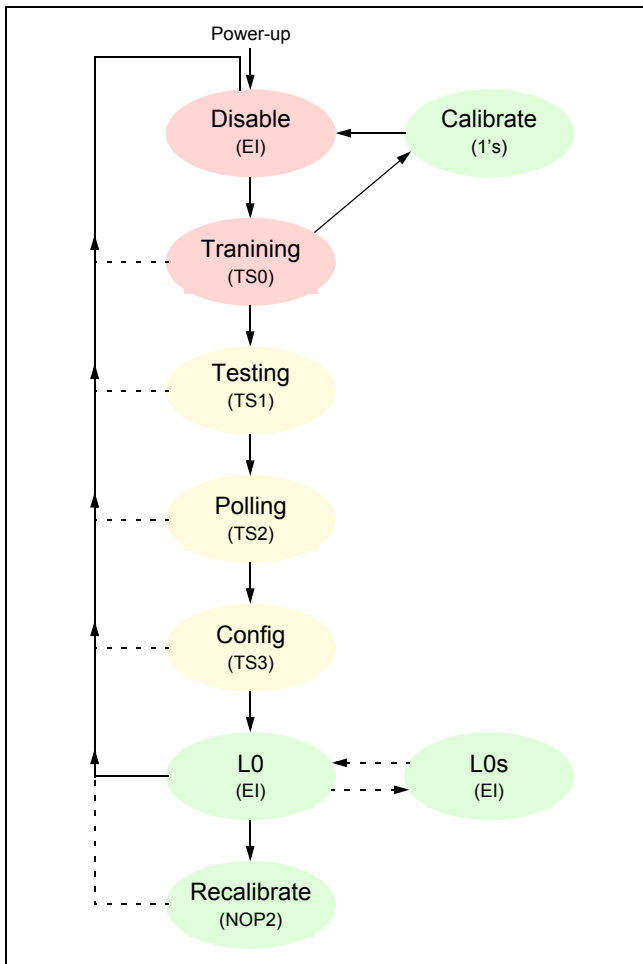 Power-up
Disable
(EI)
Calibrate
(1's)
Tranining
(TS0)
Testing
(TS1)
Polling
(TS2)
Config
(TS3)
L0
(EI)
L0s
(EI)
Recalibrate
(NOP2)